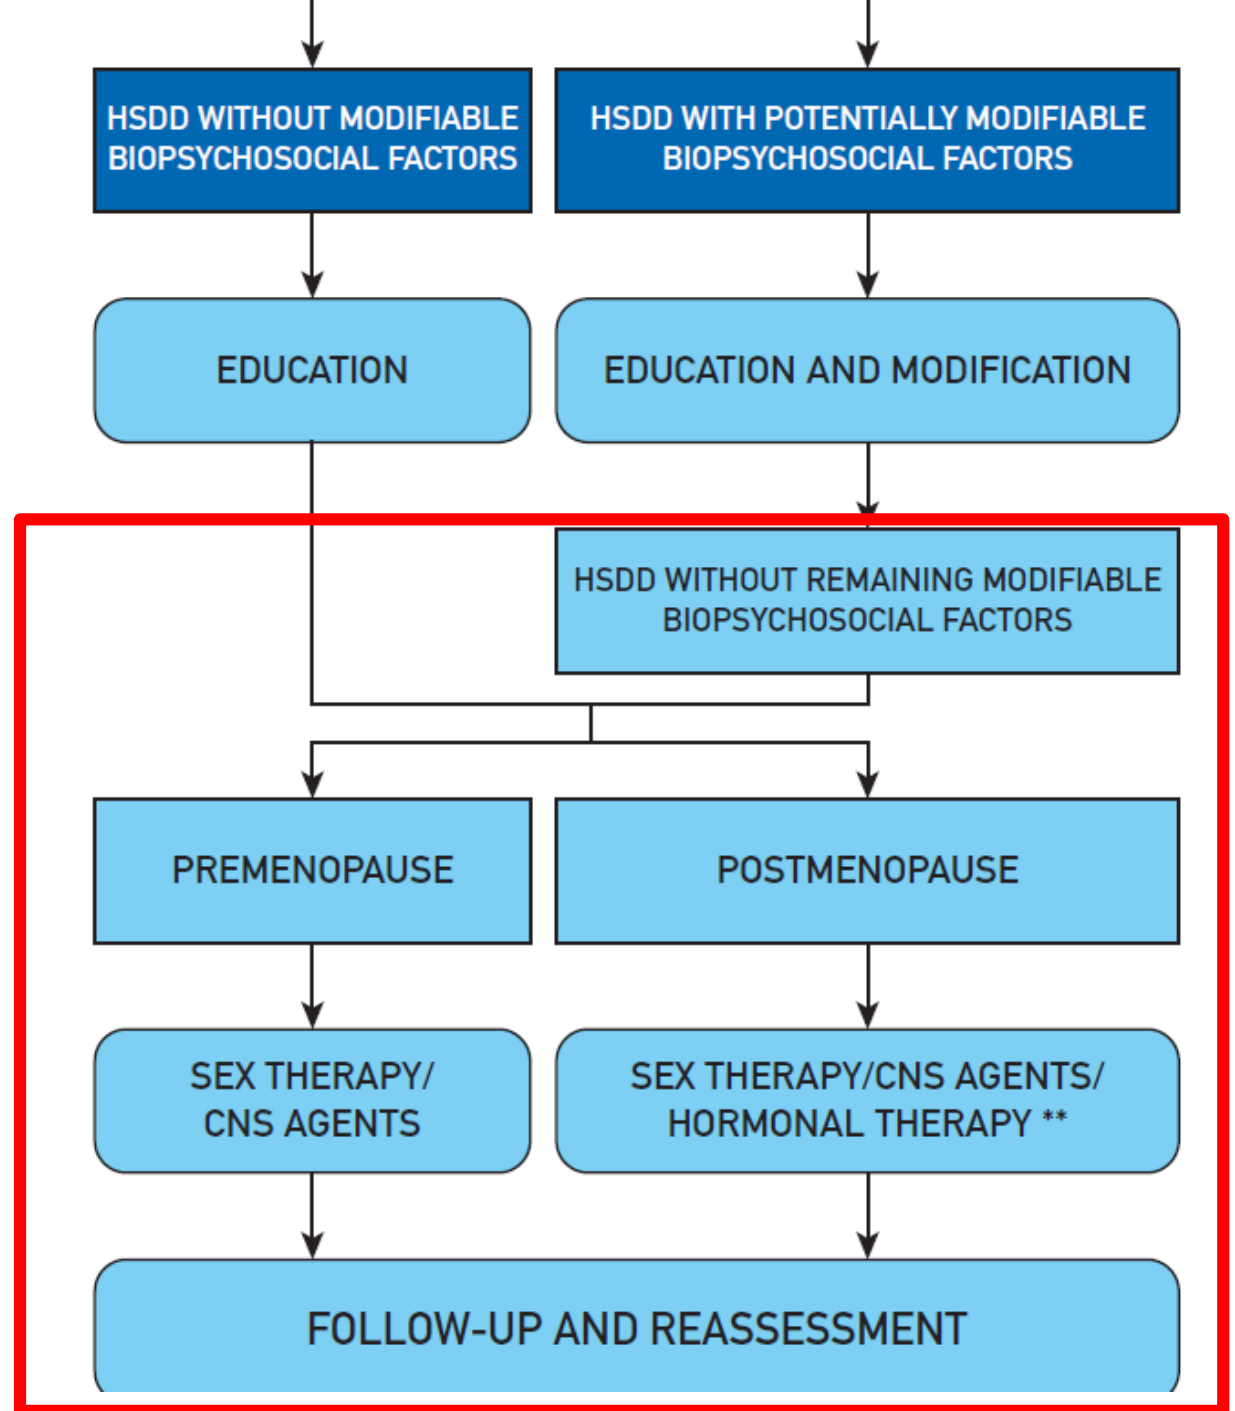 HSDD WITHOUT MODIFIABLE
BIOPSYCHOSOCIAL FACTORS
HSDD WITH POTENTIALLY MODIFIABLE
BIOPSYCHOSOCIAL FACTORS
EDUCATION
EDUCATION AND MODIFICATION
HSDD WITHOUT REMAINING MODIFIABLE
BIOPSYCHOSOCIAL FACTORS
PREMENOPAUSE
POSTMENOPAUSE
SEX THERAPY/
CNS AGENTS
SEX THERAPY/CNS AGENTS/
HORMONAL THERAPY **
FOLLOW-UP AND REASSESSMENT